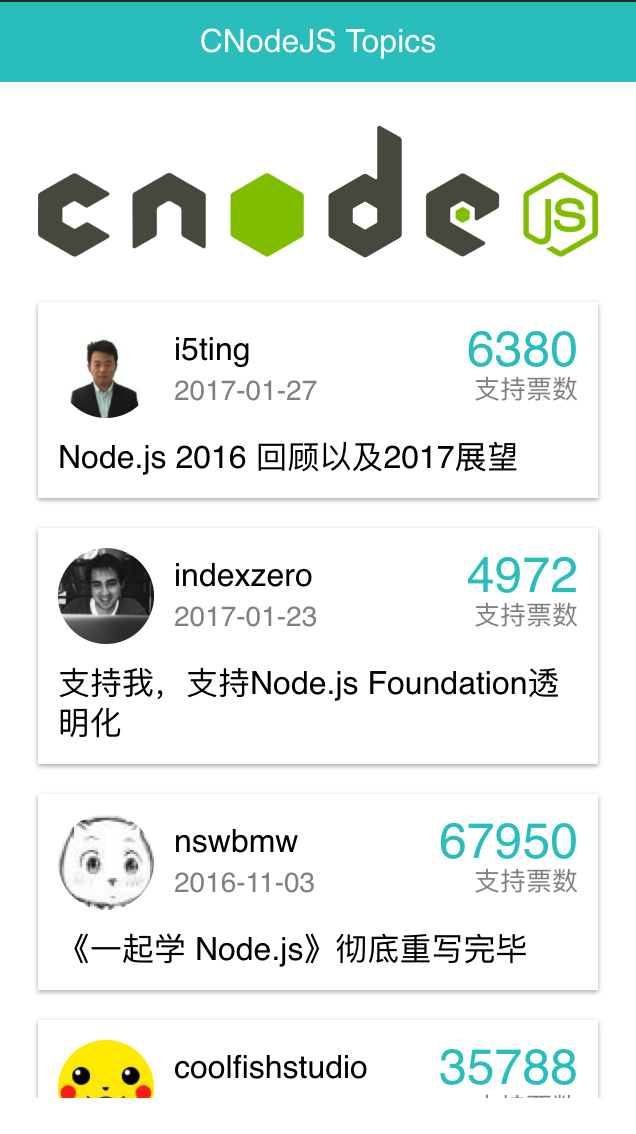 CNodeJS Topics
cnode JS
i5ting
6380
2017-01-27
支持票数
Node.js 2016 回顾以及2017展望
indexzero
4972
2017-01-23
支持票数
支持我，支持Node.js Foundation透
明化
nswbmw
67950
2016-11-03
支持票数
《一起学 Node.js》彻底重写完毕
coolfishstudio
35788
支持票数